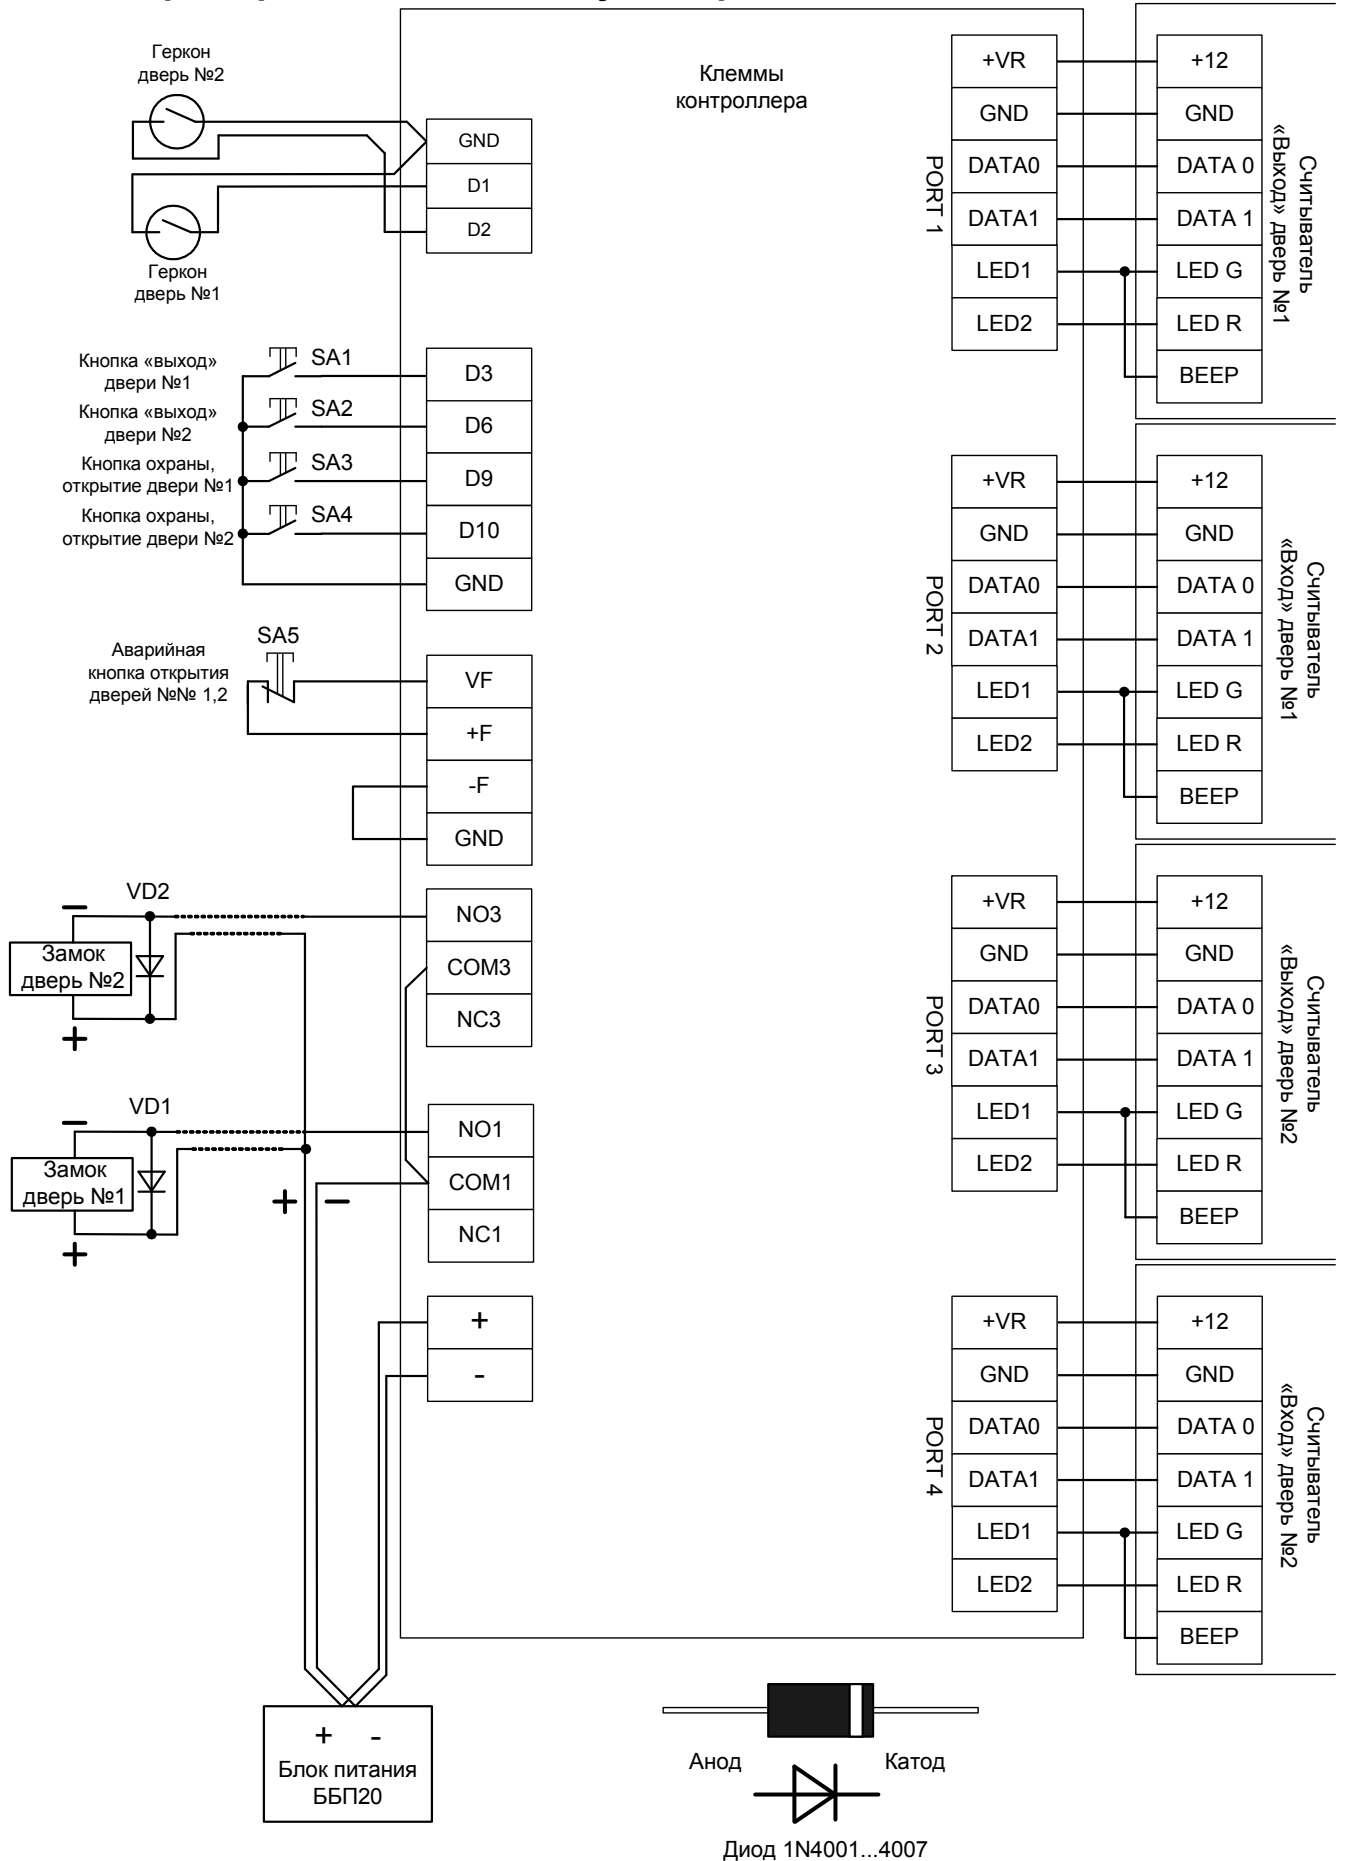 Клеммы
контроллера
Геркон
дверь №2
GND
D1
D2
Геркон
дверь №1
Кнопка «выход»
двери №1
SA1
D3
Кнопка «выход»
двери №2
SA2
D6
Кнопка охраны,
открытие двери №1
SA3
D9
Кнопка охраны,
открытие двери №2
SA4
D10
GND
Аварийная
кнопка открытия
дверей №№ 1,2
SA5
VF
+F
-F
GND
VD2
−
Замок
дверь №2
+
NO3
COM3
NC3
VD1
−
Замок
дверь №1
+
+ −
NO1
COM1
NC1
+
-
+ -
Блок питания
ББП20
PORT 1
+VR
GND
DATA0
DATA1
LED1
LED2
+12
GND
DATA 0
DATA 1
LED G
LED R
BEEP
Считыватель
«Выход» дверь №1
PORT 2
+VR
GND
DATA0
DATA1
LED1
LED2
+12
GND
DATA 0
DATA 1
LED G
LED R
BEEP
Считыватель
«Вход» дверь №1
PORT 3
+VR
GND
DATA0
DATA1
LED1
LED2
+12
GND
DATA 0
DATA 1
LED G
LED R
BEEP
Считыватель
«Выход» дверь №2
PORT 4
+VR
GND
DATA0
DATA1
LED1
LED2
+12
GND
DATA 0
DATA 1
LED G
LED R
BEEP
Считыватель
«Вход» дверь №2
Анод
Катод
Диод 1N4001...4007